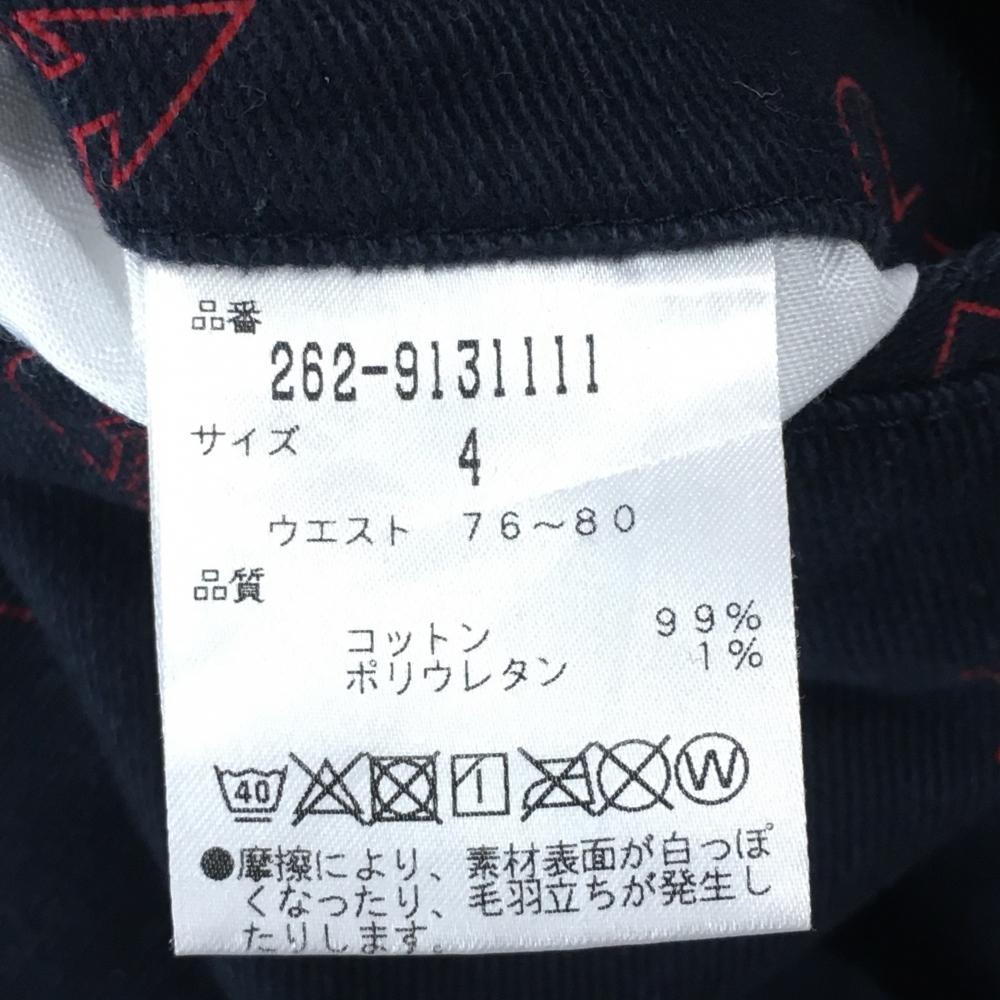 品番
262-9131111
サイズ 4
ウエスト 76~80
品質
コットン 99%
ポリウレタン 1%
40 W
●摩擦により、素材表面が白っぽ
くなったり、毛羽立ちが発生し
たりします。